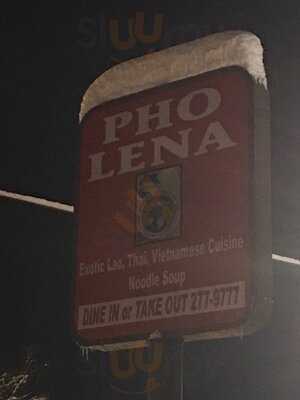 PHO
LENA
Exotic Lao, Thai, Vietnamese Cuisine
Noodle Soup
DINE IN or TAKE OUT 277-9777